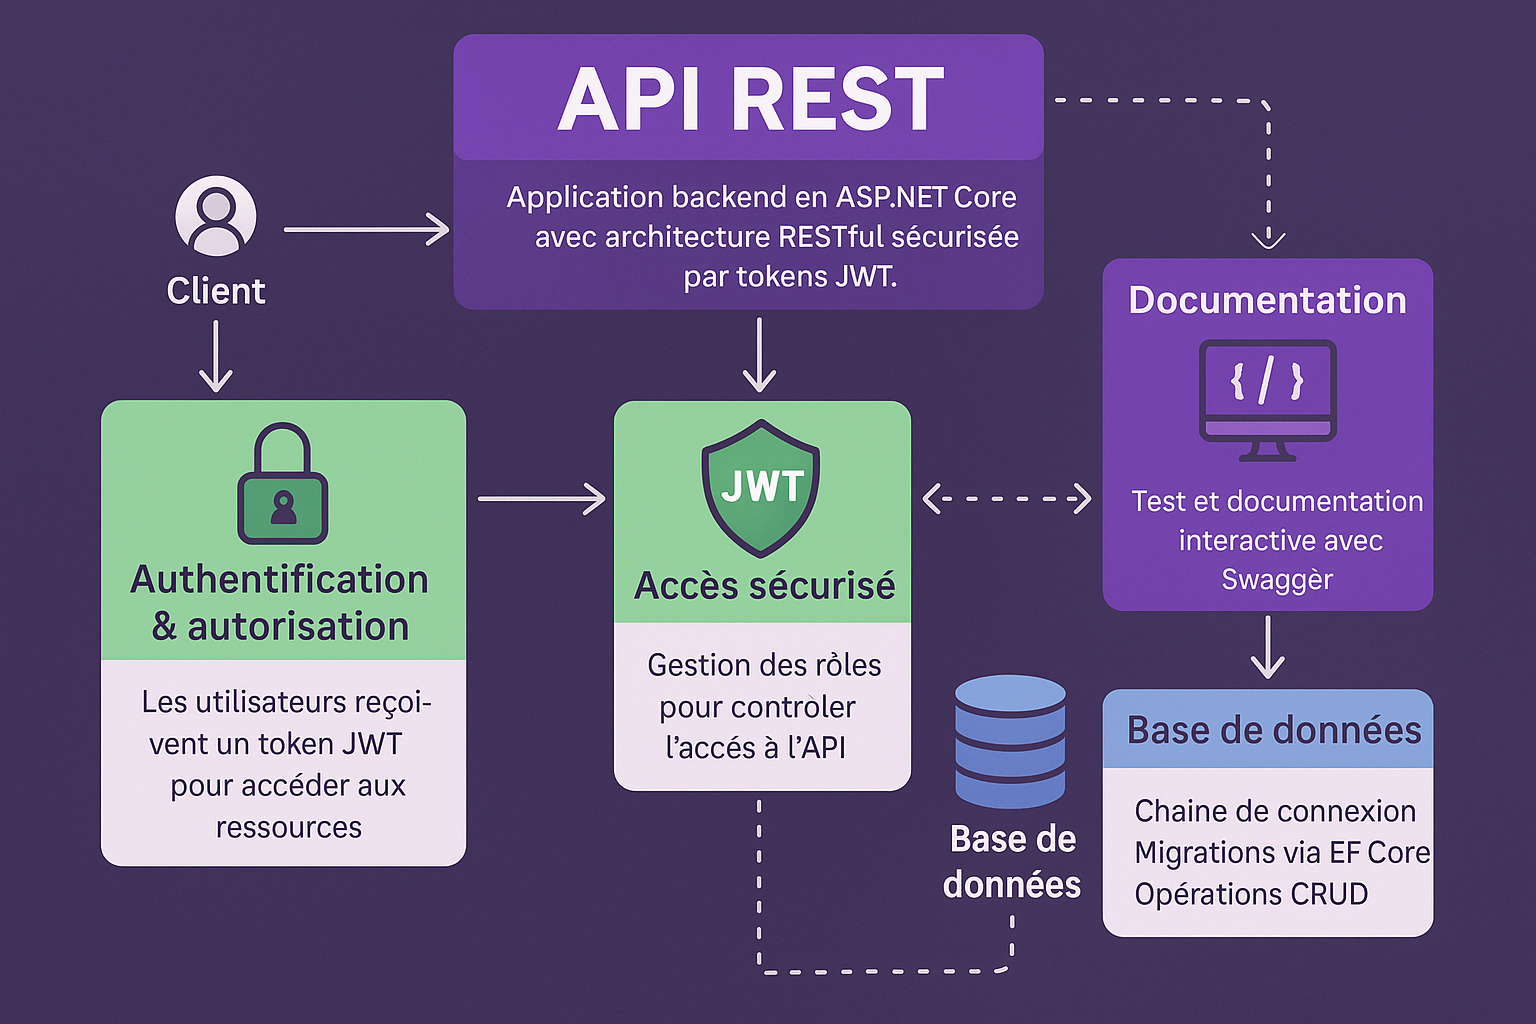 API REST
Application backend en ASP.NET Core
avec architecture RESTful sécurisée
par tokens JWT.
Client
Documentation
{/}
Test et documentation
interactive avec
Swaggèr
Authentification
& autorisation
Les utilisateurs reçoi-
vent un token JWT
pour accéder aux
ressources
JWT
Accès sécurisé
Gestion des rôles
pour contròler
l'accés à l'API
Base de
données
Base de données
Chaine de connexion
Migrations via EF Core
Opérations CRUD